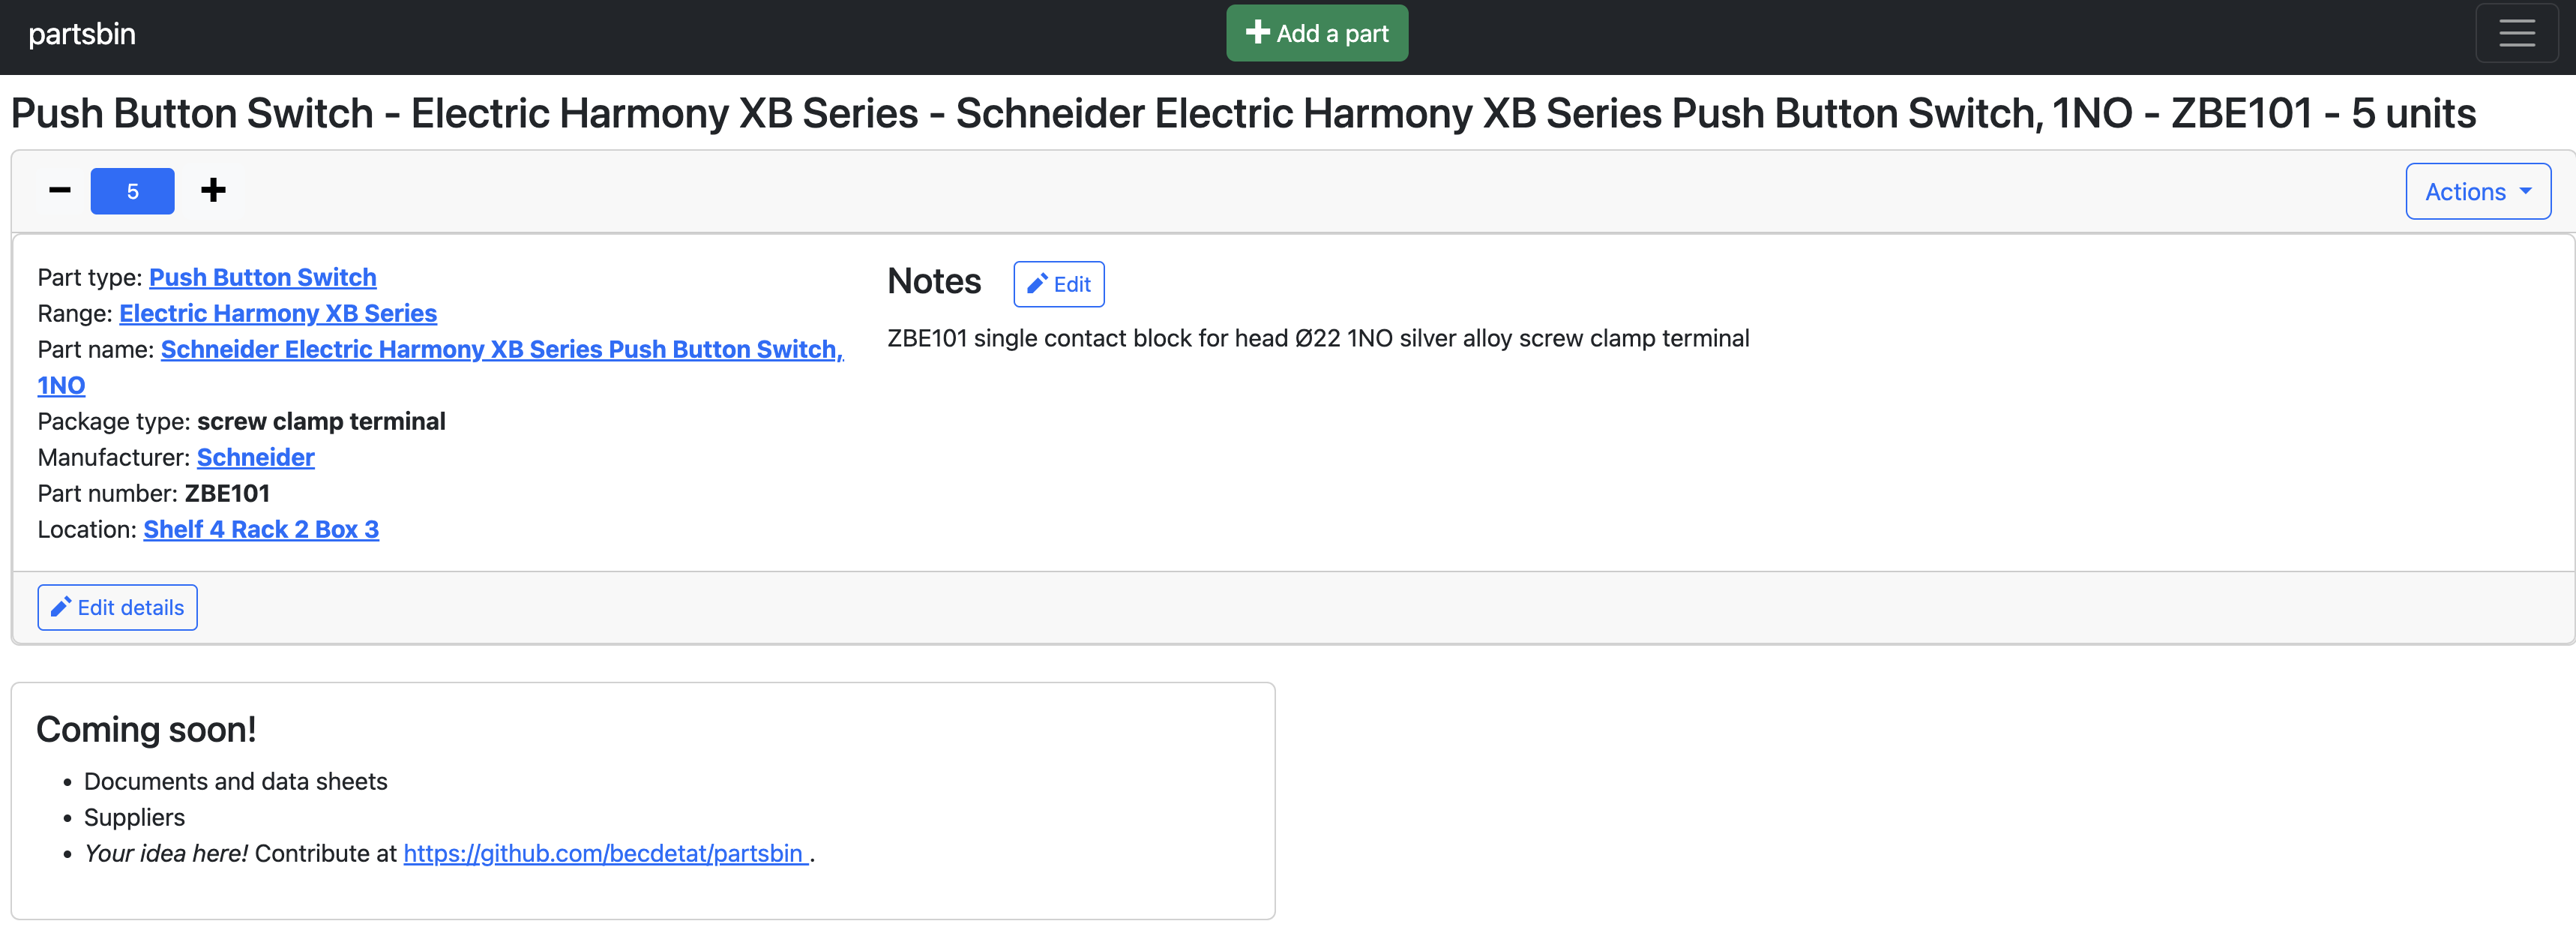 partsbin
Add a part
Push Button Switch - Electric Harmony XB Series - Schneider Electric Harmony XB Series Push Button Switch, 1NO - ZBE101 - 5 units
5
Actions
Part type: Push Button Switch
Range: Electric Harmony XB Series
Part name: Schneider Electric Harmony XB Series Push Button Switch,
1NO
Package type: screw clamp terminal
Manufacturer: Schneider
Part number: ZBE101
Location: Shelf 4 Rack 2 Box 3
Notes
Edit
ZBE101 single contact block for head Ø22 1NO silver alloy screw clamp terminal
Edit details
Coming soon!
• Documents and data sheets
• Suppliers
• Your idea here! Contribute at https://github.com/becdetat/partsbin .